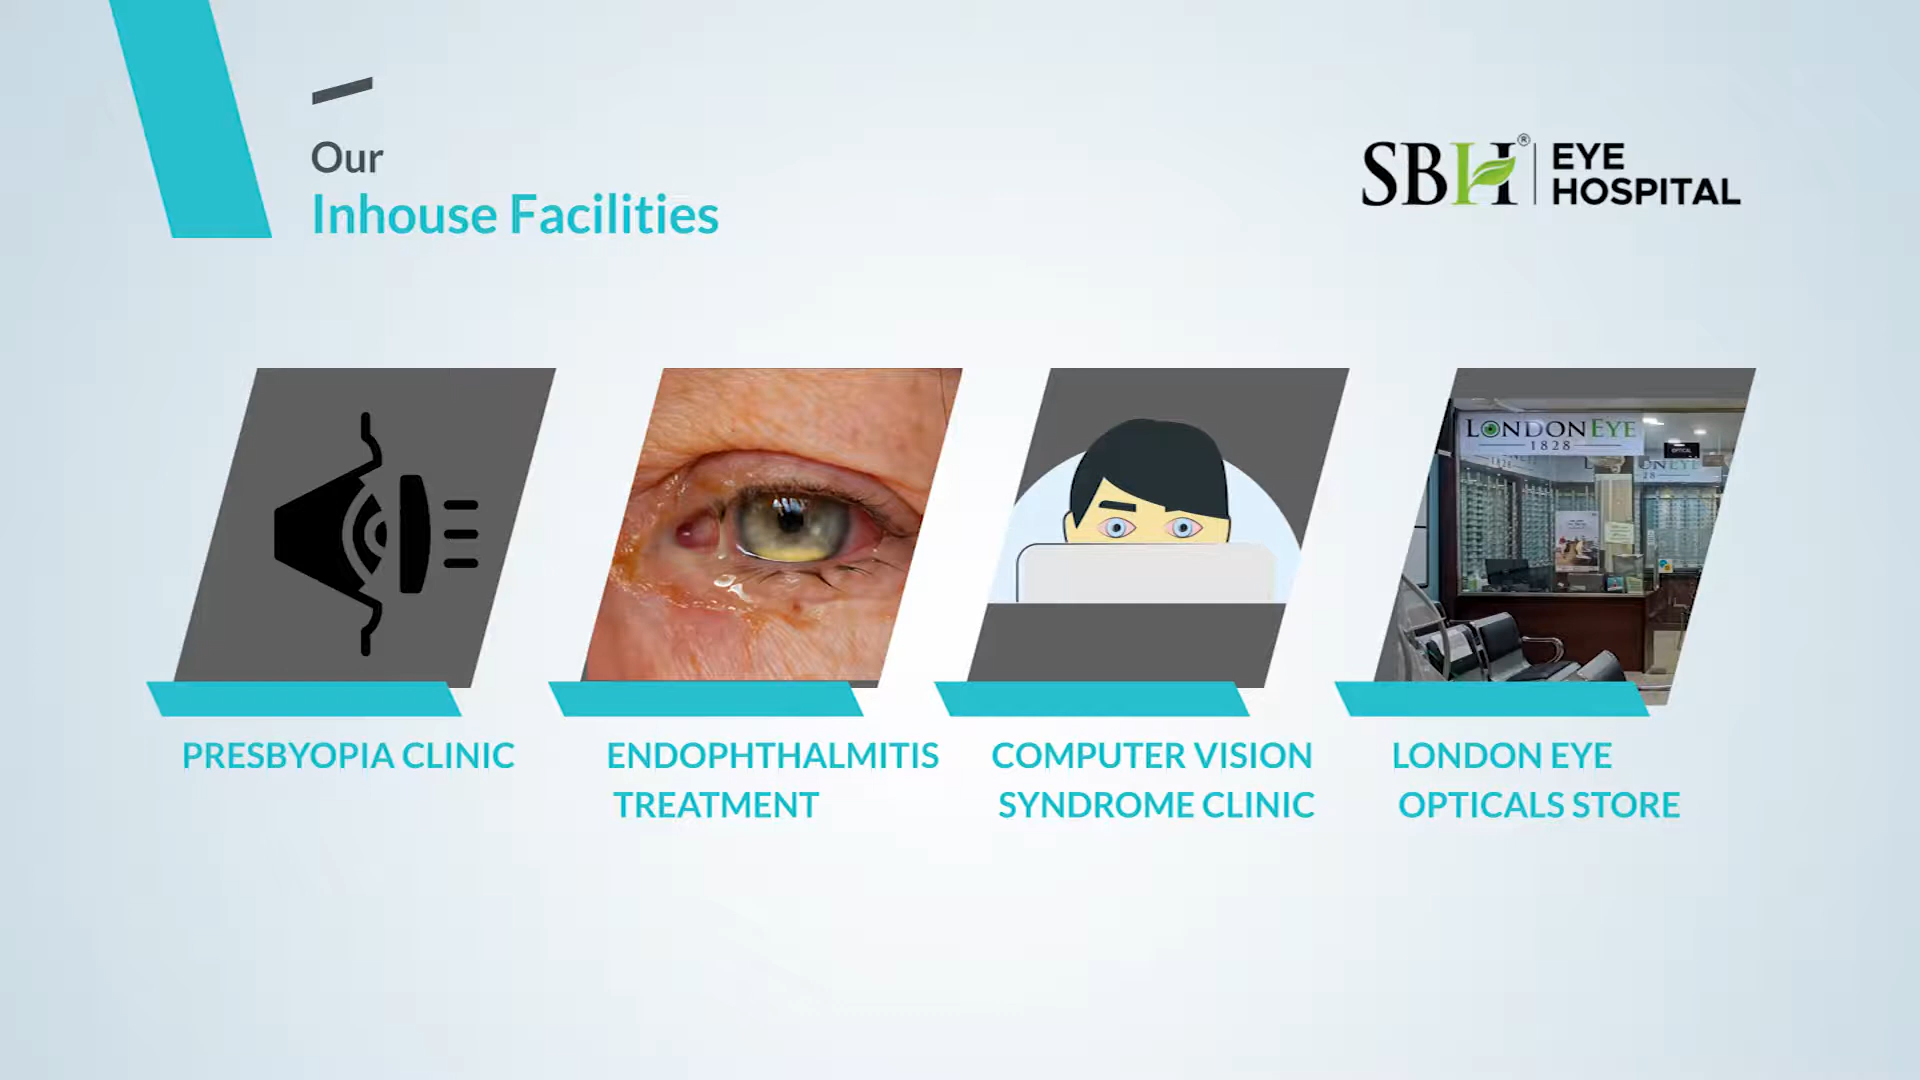 Our
Inhouse Facilities
SBH® EYE
HOSPITAL
LONDON EYE
1828
OPTICAL
PRESBYOPIA CLINIC
ENDOPHTHALMITIS
TREATMENT
COMPUTER VISION
SYNDROME CLINIC
LONDON EYE
OPTICALS STORE